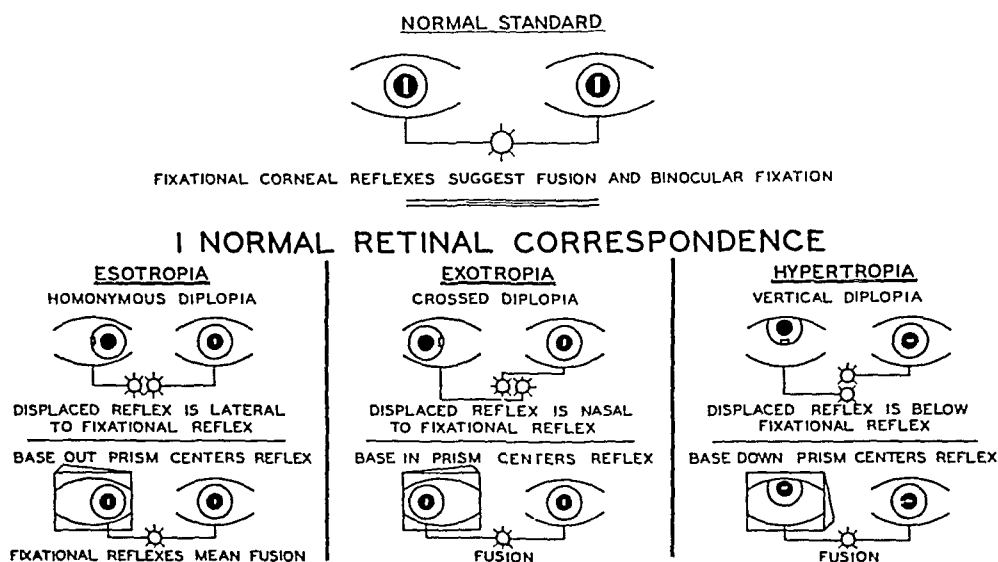 NORMAL STANDARD
FIXATIONAL CORNEAL REFLEXES SUGGEST FUSION AND BINOCULAR FIXATION
I NORMAL RETINAL CORRESPONDENCE
ESOTROPIA
HOMONYMOUS DIPLOPIA
DISPLACED REFLEX IS LATERAL
TO FIXATIONAL REFLEX
BASE OUT PRISM CENTERS REFLEX
FIXATIONAL REFLEXES MEAN FUSION
EXOTROPIA
CROSSED DIPLOPIA
DISPLACED REFLEX IS NASAL
TO FIXATIONAL REFLEX
BASE IN PRISM CENTERS REFLEX
FUSION
HYPERTROPIA
VERTICAL DIPLOPIA
DISPLACED REFLEX IS BELOW
FIXATIONAL REFLEX
BASE DOWN PRISM CENTERS REFLEX
FUSION